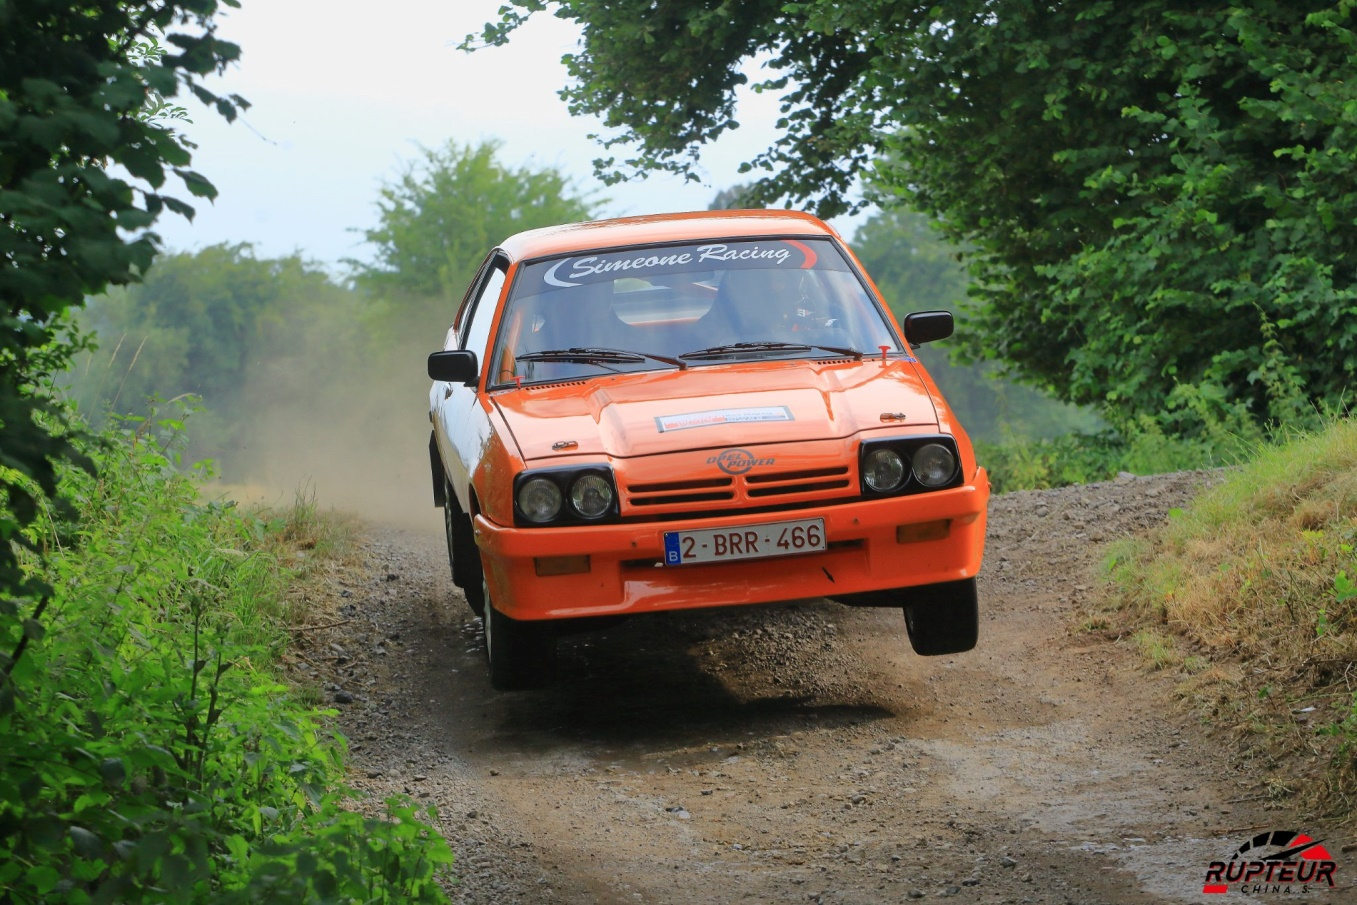 Simeone Racing
OPEL POWER
B 2-BRR-466
RUPTEUR
CHINA. S.